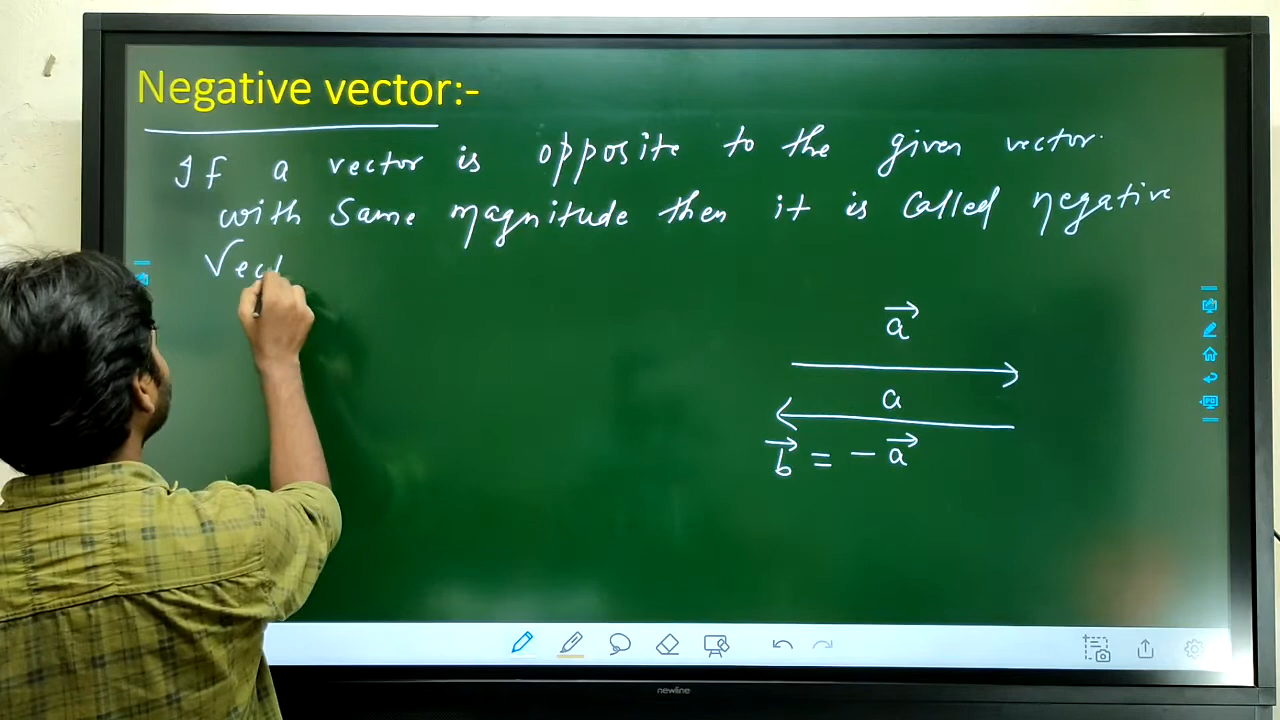 Negative vector:-
If a vector is opposite to the given vector.
with same magnitude then it is called negative
Vect
a⃗
a
b⃗ = - a⃗
newline